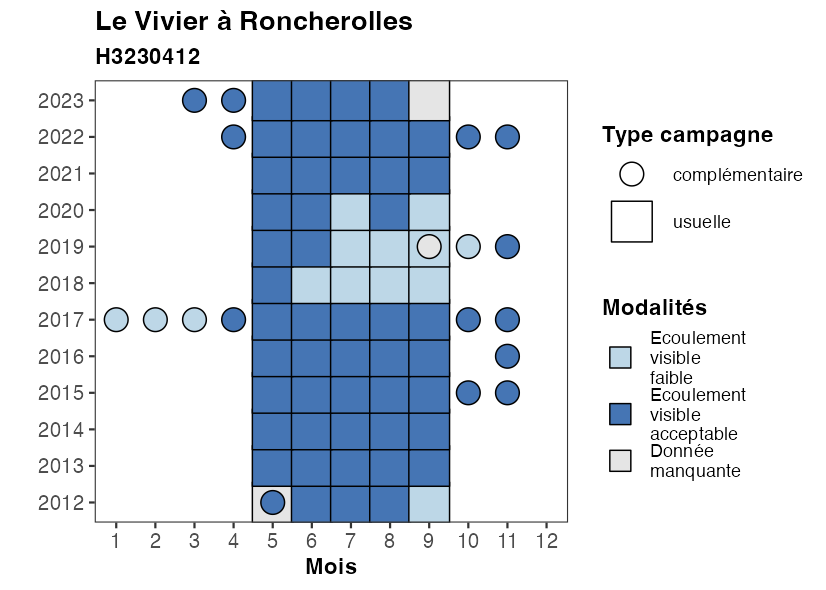 Le Vivier à Roncherolles
H3230412
2023
2022
2021
2020
2019
2018
2017
2016
2015
2014
2013
2012
1 2 3 4 5 6 7 8 9 10 11 12
Mois
Type campagne
complémentaire
usuelle
Modalités
Ecoulement
visible
faible
Ecoulement
visible
acceptable
Donnée
manquante